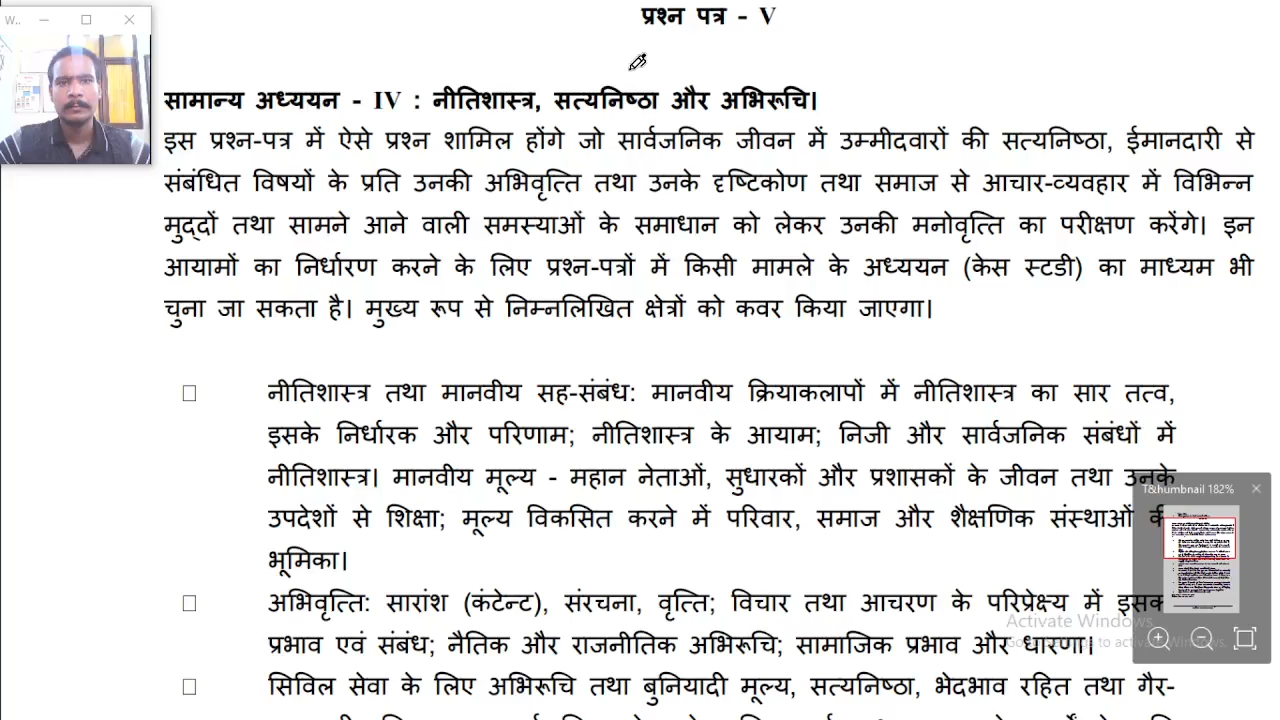 W..
प्रश्न पत्र - V
सामान्य अध्ययन - IV : नीतिशास्त्र, सत्यनिष्ठा और अभिरूचि।
इस प्रश्न-पत्र में ऐसे प्रश्न शामिल होंगे जो सार्वजनिक जीवन में उम्मीदवारों की सत्यनिष्ठा, ईमानदारी से
संबंधित विषयों के प्रति उनकी अभिवृत्ति तथा उनके दृष्टिकोण तथा समाज से आचार-व्यवहार में विभिन्न
मुद्दों तथा सामने आने वाली समस्याओं के समाधान को लेकर उनकी मनोवृत्ति का परीक्षण करेंगे। इन
आयामों का निर्धारण करने के लिए प्रश्न-पत्रों में किसी मामले के अध्ययन (केस स्टडी) का माध्यम भी
चुना जा सकता है। मुख्य रूप से निम्नलिखित क्षेत्रों को कवर किया जाएगा।
नीतिशास्त्र तथा मानवीय सह-संबंध: मानवीय क्रियाकलापों में नीतिशास्त्र का सार तत्व,
इसके निर्धारक और परिणाम; नीतिशास्त्र के आयाम; निजी और सार्वजनिक संबंधों में
नीतिशास्त्र। मानवीय मूल्य - महान नेताओं, सुधारकों और प्रशासकों के जीवन तथा उनके
उपदेशों से शिक्षा; मूल्य विकसित करने में परिवार, समाज और शैक्षणिक संस्थाओं
भूमिका।
अभिवृत्ति: सारांश (कंटेन्ट), संरचना, वृत्ति; विचार तथा आचरण के परिप्रेक्ष्य में
प्रभाव एवं संबंध; नैतिक और राजनीतिक अभिरूचि; सामाजिक प्रभाव और धारणा।
सिविल सेवा के लिए अभिरूचि तथा बुनियादी मूल्य, सत्यनिष्ठा, भेदभाव रहित तथा गैर-
T&humbnail 182%
Activate Windows